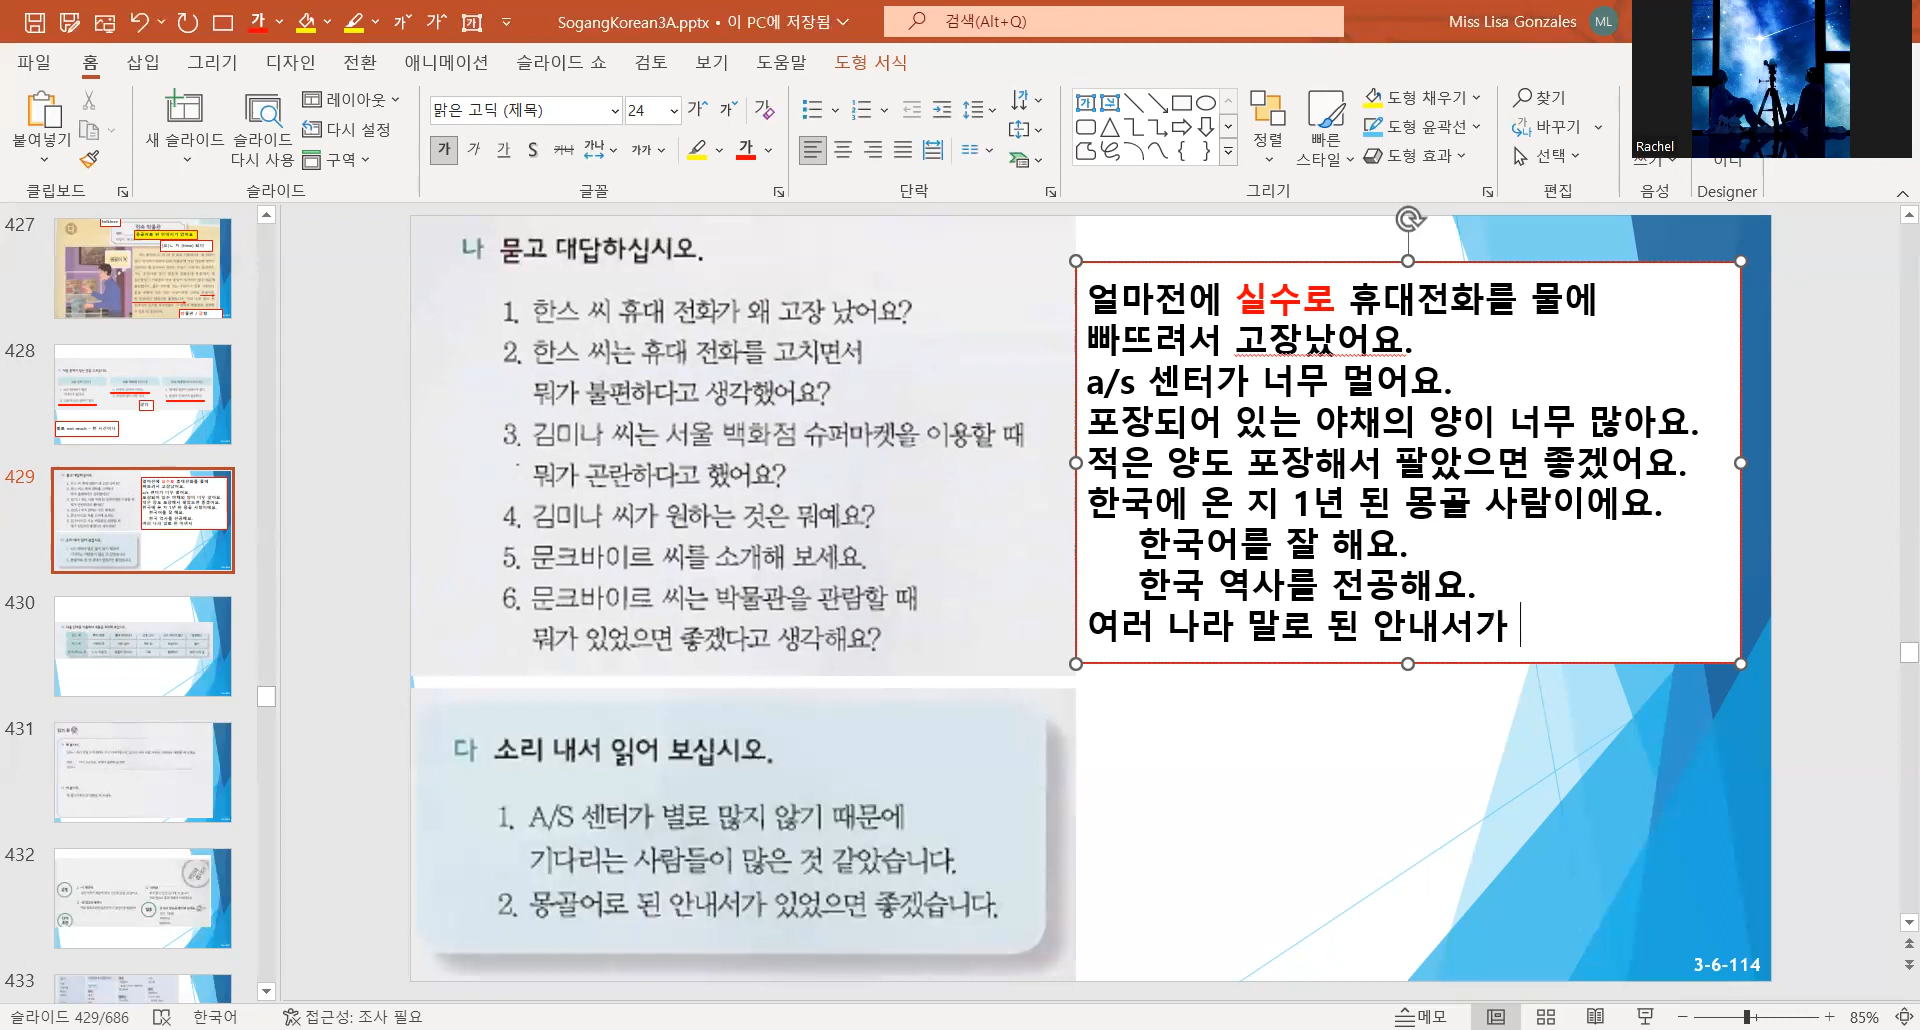 SogangKorean3A.pptx • 이 PC에 저장됨
검색(Alt+Q)
Miss Lisa Gonzales
ML
파일 홈 삽입 그리기 디자인 전환 애니메이션 슬라이드 쇼 검토 보기 도움말 도형 서식
붙여넣기
클립보드
새 슬라이드
슬라이드 다시 사용
레이아웃
다시 설정
구역
슬라이드
맑은 고딕 (제목)
24
글꼴
단락
정렬
빠른 스타일
도형 채우기
도형 윤곽선
도형 효과
그리기
찾기
바꾸기
선택
편집
음성
Designer
Rachel
427
428
429
430
431
432
433
나 묻고 대답하십시오.
1. 한스 씨 휴대 전화가 왜 고장 났어요?
2. 한스 씨는 휴대 전화를 고치면서
뭐가 불편하다고 생각했어요?
3. 김미나 씨는 서울 백화점 슈퍼마켓을 이용할 때
뭐가 곤란하다고 했어요?
4. 김미나 씨가 원하는 것은 뭐예요?
5. 문크바이르 씨를 소개해 보세요.
6. 문크바이르 씨는 박물관을 관람할 때
뭐가 있었으면 좋겠다고 생각해요?
다 소리 내서 읽어 보십시오.
1. A/S 센터가 별로 많지 않기 때문에
기다리는 사람들이 많은 것 같았습니다.
2. 몽골어로 된 안내서가 있었으면 좋겠습니다.
얼마전에 실수로 휴대전화를 물에
빠뜨려서 고장났어요.
a/s 센터가 너무 멀어요.
포장되어 있는 야채의 양이 너무 많아요.
적은 양도 포장해서 팔았으면 좋겠어요.
한국에 온 지 1년 된 몽골 사람이에요.
한국어를 잘 해요.
한국 역사를 전공해요.
여러 나라 말로 된 안내서가
3-6-114
슬라이드 429/686
한국어
접근성: 조사 필요
메모
85%